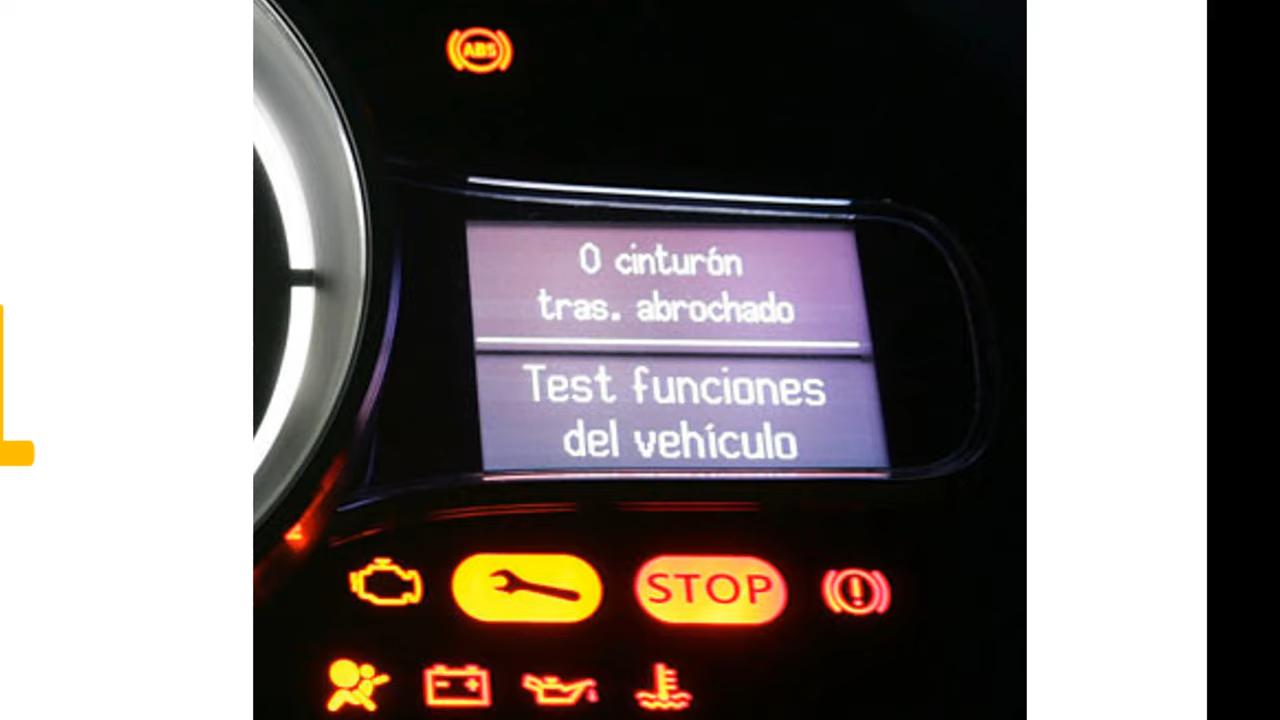 ABS
0 cinturón
tras. abrochado
Test funciones
del vehículo
STOP